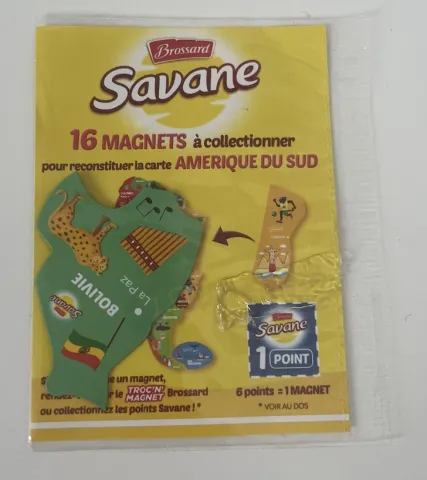 Brossard
Savane
16 MAGNETS à collectionner
pour reconstituer la carte AMERIQUE DU SUD
La Paz
BOLIVIE
Savane
Brossard
Savane
1 POINT
un magnet,
le TROC'N' MAGNET Brossard
ou collectionnez les points Savane ! *
6 points = 1 MAGNET
* VOIR AU DOS